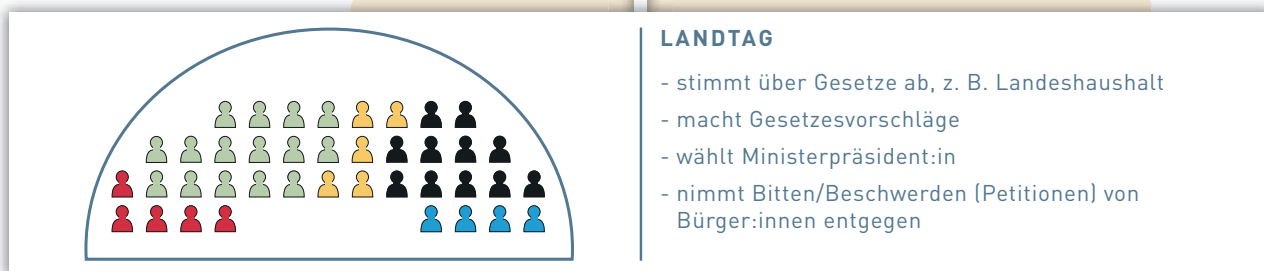 LANDTAG
- stimmt über Gesetze ab, z. B. Landeshaushalt
- macht Gesetzesvorschläge
- wählt Ministerpräsident:in
- nimmt Bitten/Beschwerden (Petitionen) von
Bürger:innen entgegen